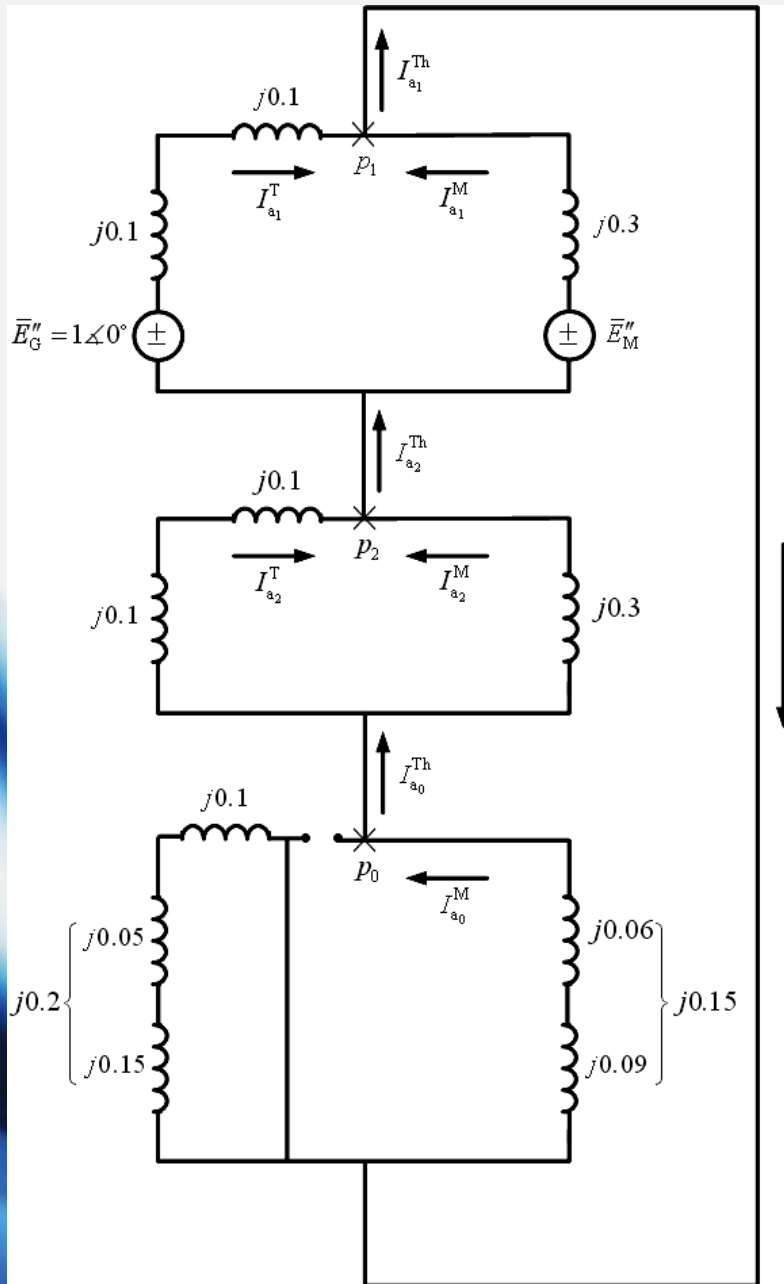 I_{a_1}^{Th}
j0.1
p_1
I_{a_1}^{T}
I_{a_1}^{M}
j0.1
j0.3
\bar{E}''_G = 1∡0°
±
±
\bar{E}''_M
I_{a_2}^{Th}
j0.1
p_2
I_{a_2}^{T}
I_{a_2}^{M}
j0.1
j0.3
I_{a_0}^{Th}
j0.1
p_0
I_{a_0}^{M}
j0.05
j0.06
j0.2
j0.15
j0.15
j0.09